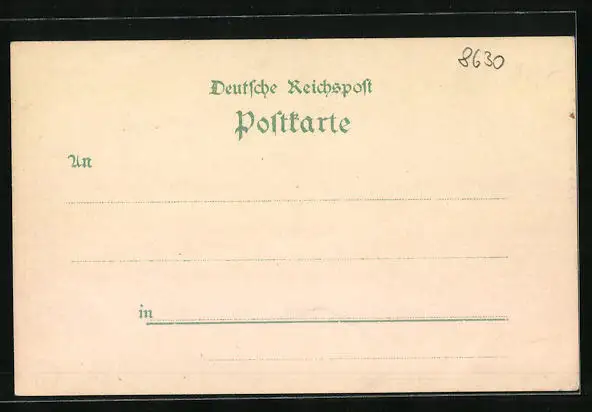 8630
Deutsche Reichspost
Postkarte
An
in